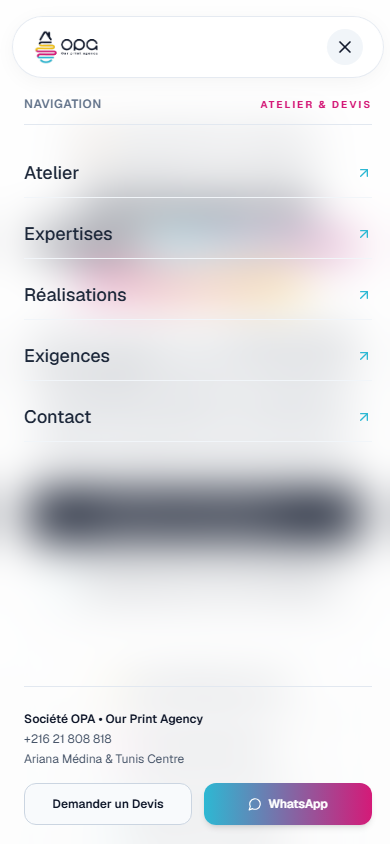 opa
NAVIGATION
ATELIER & DEVIS
Atelier
Expertises
Réalisations
Exigences
Contact
Société OPA • Our Print Agency
+216 21 808 818
Ariana Médina & Tunis Centre
Demander un Devis
WhatsApp